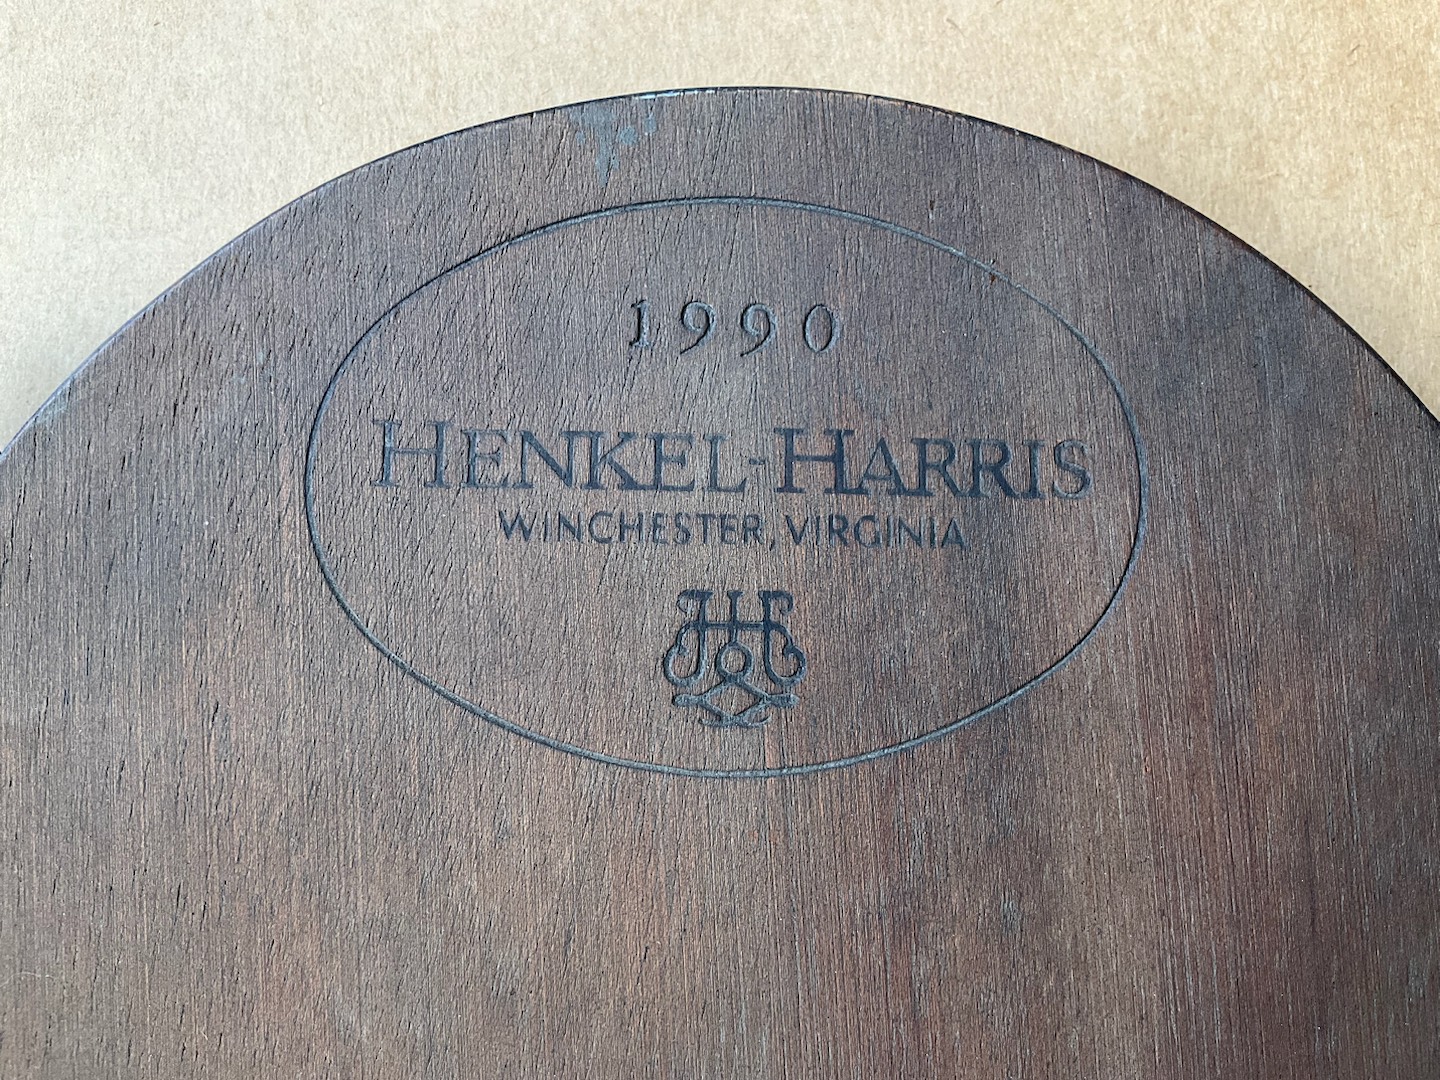 1990
HENKEL-HARRIS
WINCHESTER, VIRGINIA